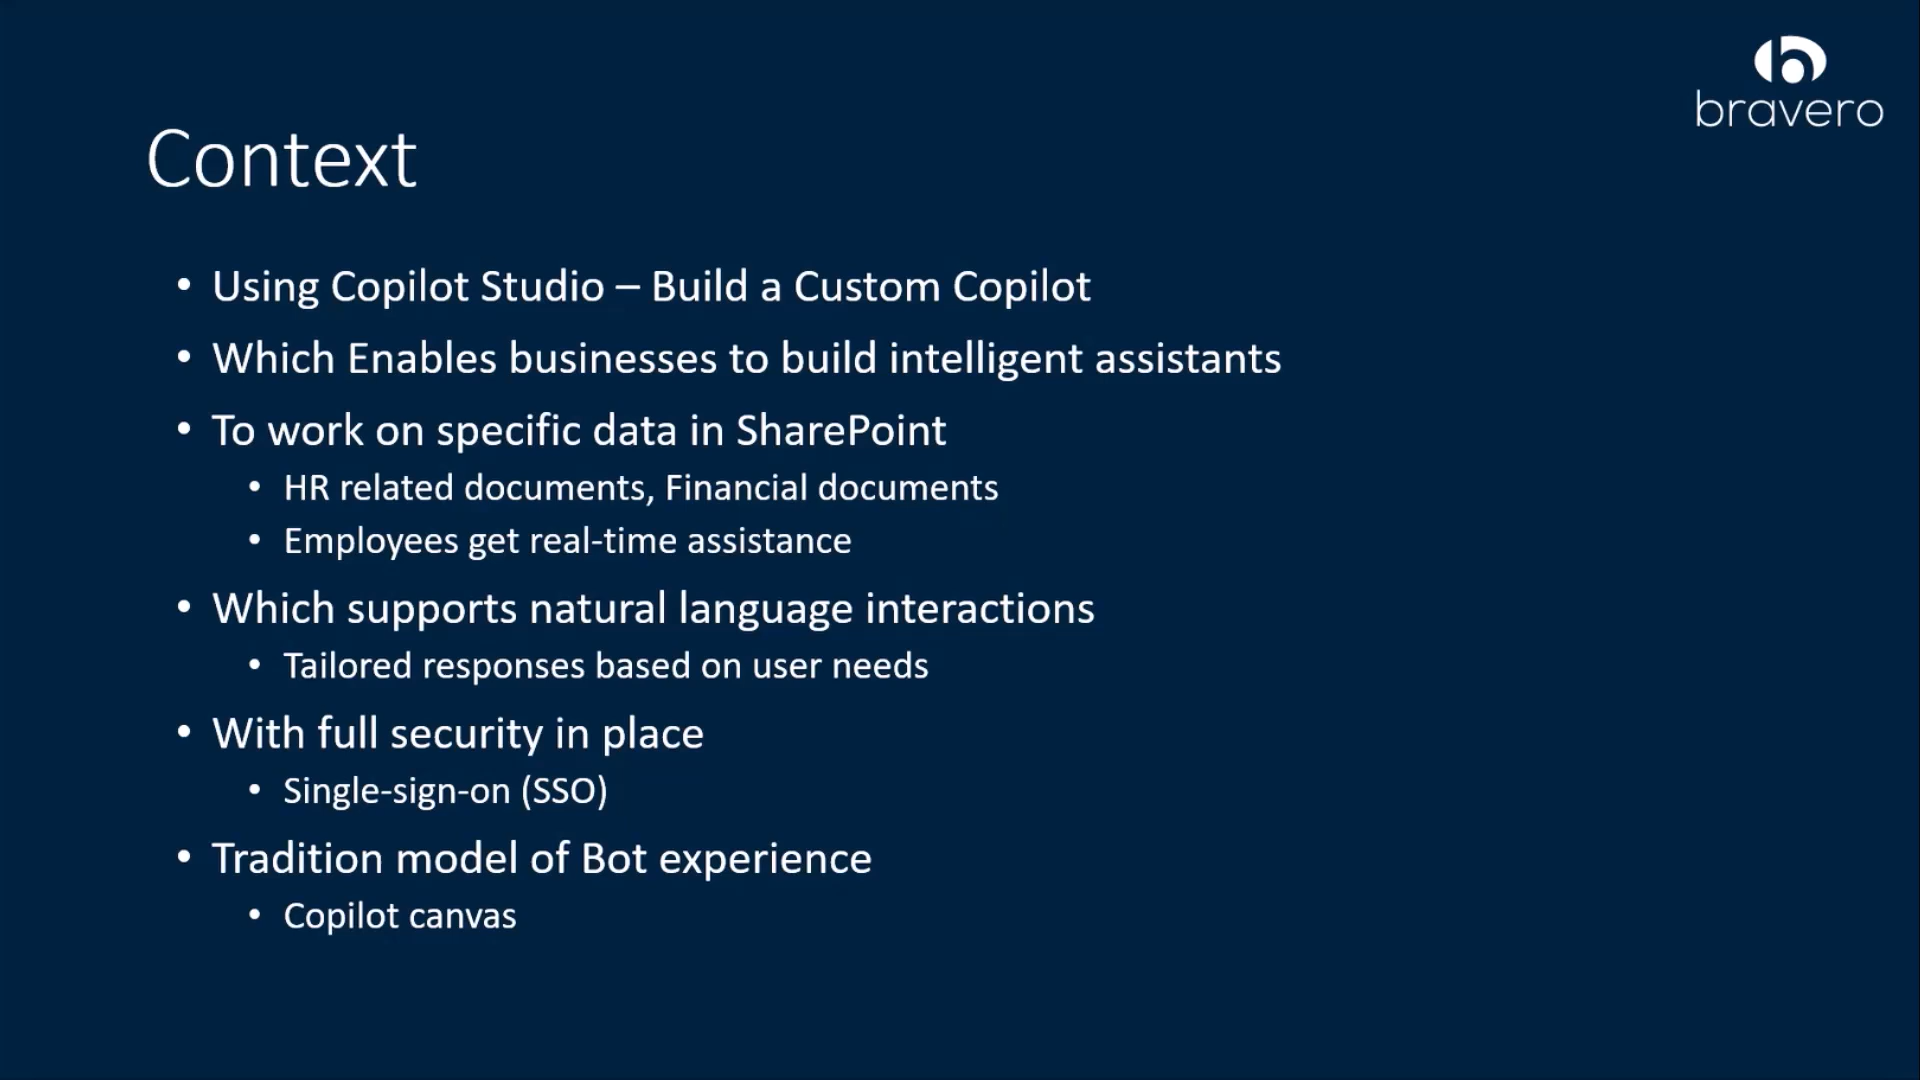 bravero
Context
• Using Copilot Studio – Build a Custom Copilot
• Which Enables businesses to build intelligent assistants
• To work on specific data in SharePoint
• HR related documents, Financial documents
• Employees get real-time assistance
• Which supports natural language interactions
• Tailored responses based on user needs
• With full security in place
• Single-sign-on (SSO)
• Tradition model of Bot experience
• Copilot canvas